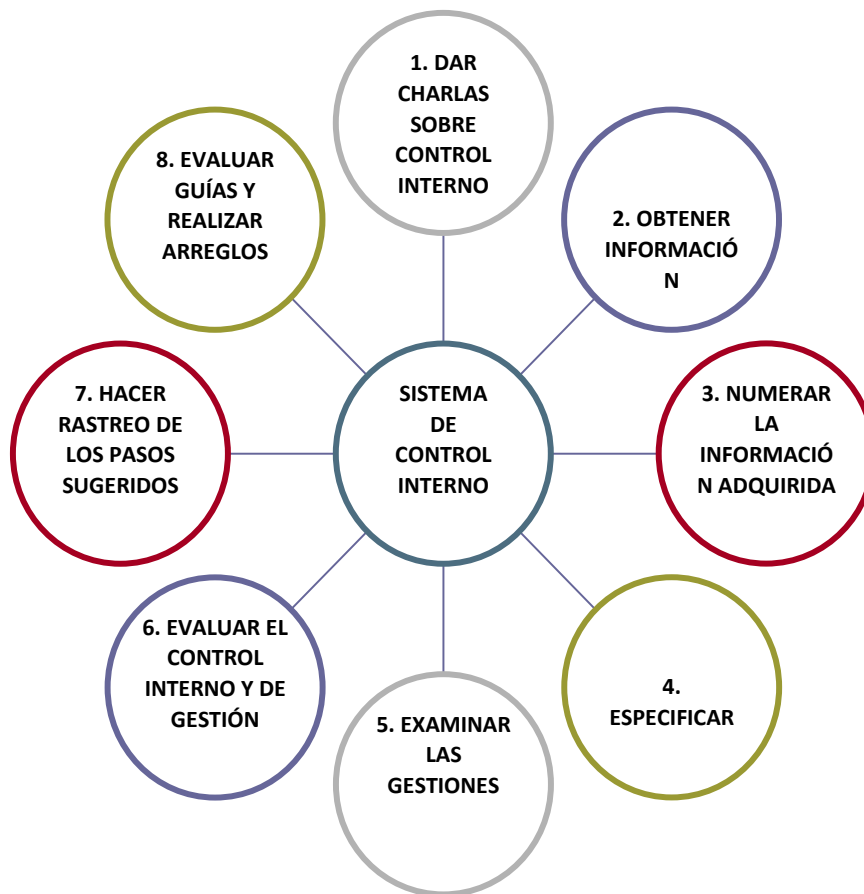 1. DAR
CHARLAS
SOBRE
CONTROL
INTERNO
2. OBTENER
INFORMACIÓ
N
3. NUMERAR
LA
INFORMACIÓ
N ADQUIRIDA
4.
ESPECIFICAR
5. EXAMINAR
LAS
GESTIONES
6. EVALUAR EL
CONTROL
INTERNO Y DE
GESTIÓN
7. HACER
RASTREO DE
LOS PASOS
SUGERIDOS
8. EVALUAR
GUÍAS Y
REALIZAR
ARREGLOS
SISTEMA
DE
CONTROL
INTERNO